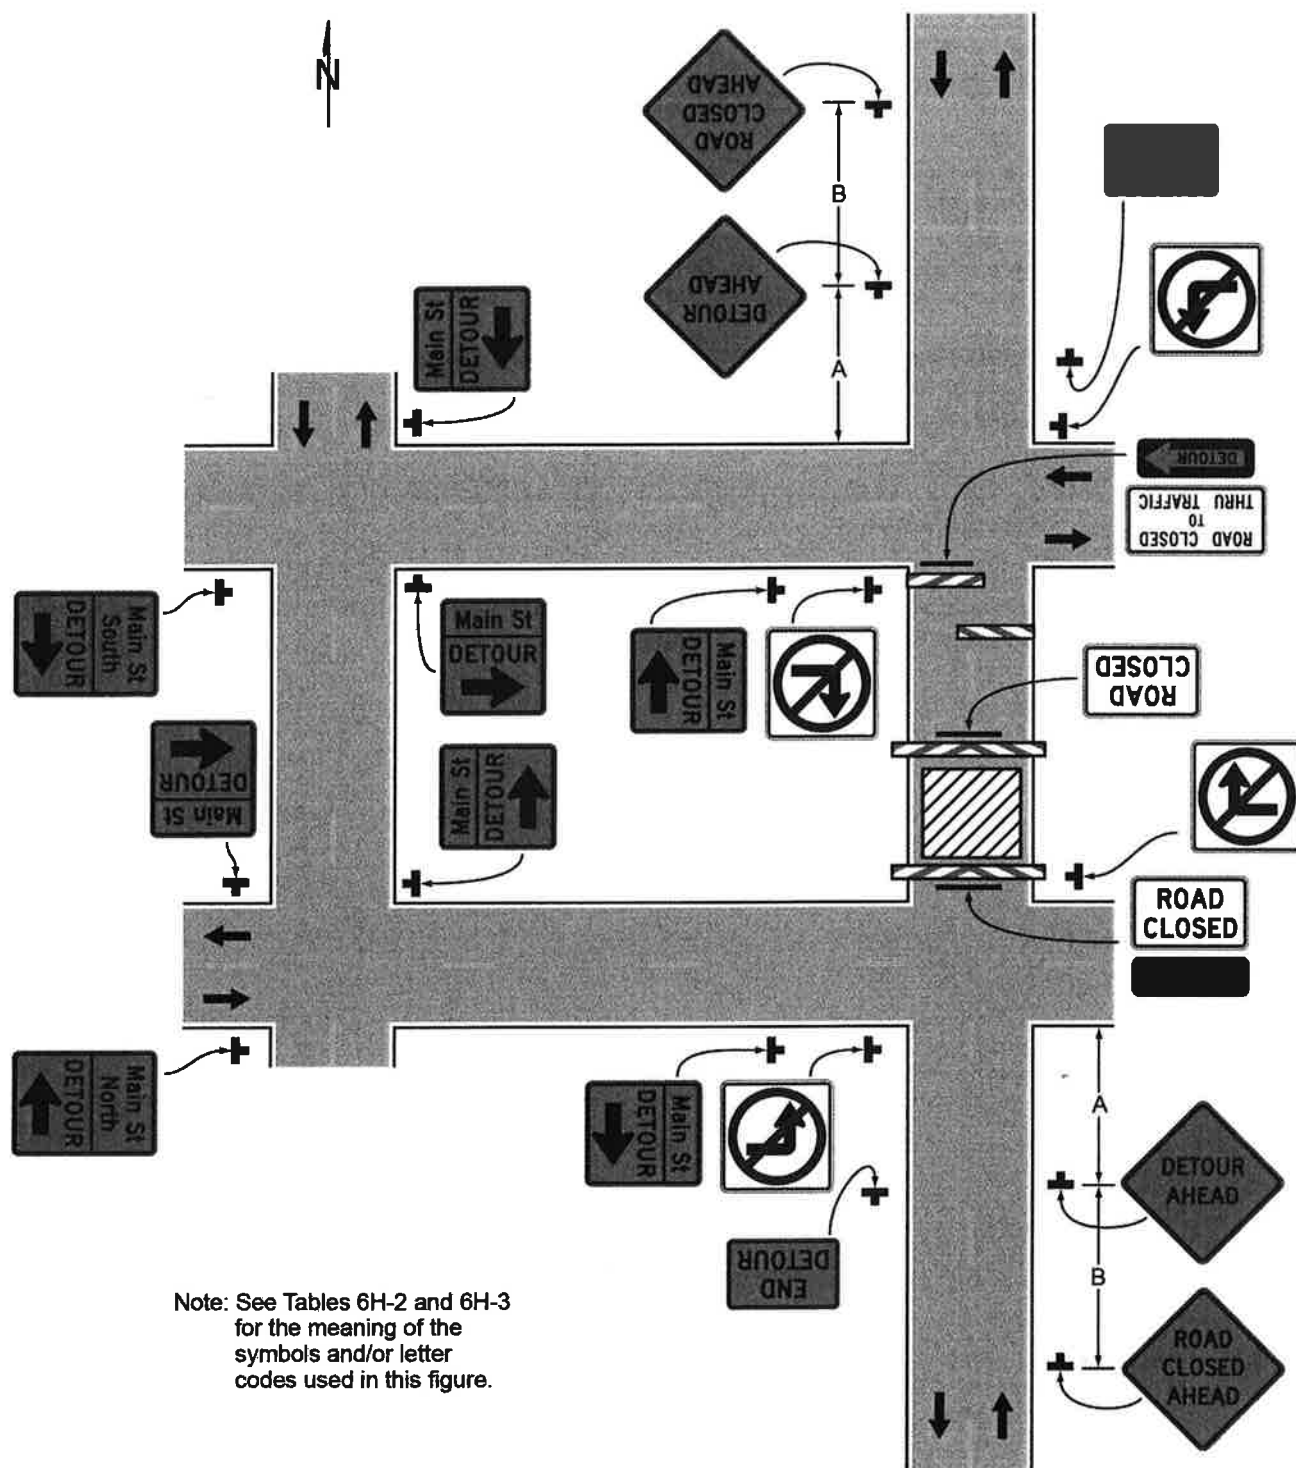 N
ROAD
CLOSED
AHEAD
B
DETOUR
AHEAD
A
Main St
DETOUR
DETOUR
ROAD CLOSED
TO
THRU TRAFFIC
Main St
South
DETOUR
Main St
DETOUR
Main St
DETOUR
ROAD
CLOSED
Main St
DETOUR
Main St
DETOUR
ROAD
CLOSED
Main St
North
DETOUR
Main St
DETOUR
A
DETOUR
AHEAD
END
DETOUR
B
ROAD
CLOSED
AHEAD
Note: See Tables 6H-2 and 6H-3
for the meaning of the
symbols and/or letter
codes used in this figure.